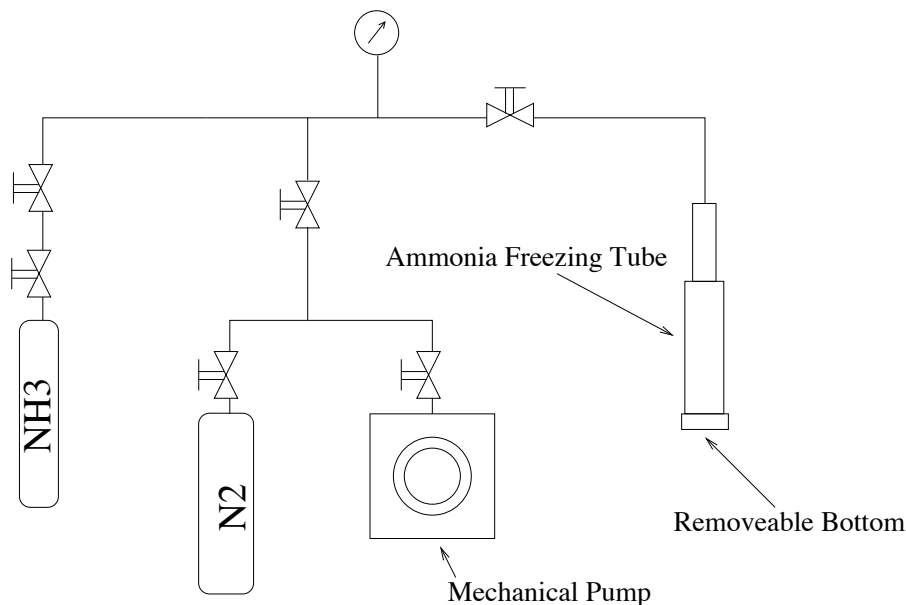 Ammonia Freezing Tube
NH3
N2
Removeable Bottom
Mechanical Pump